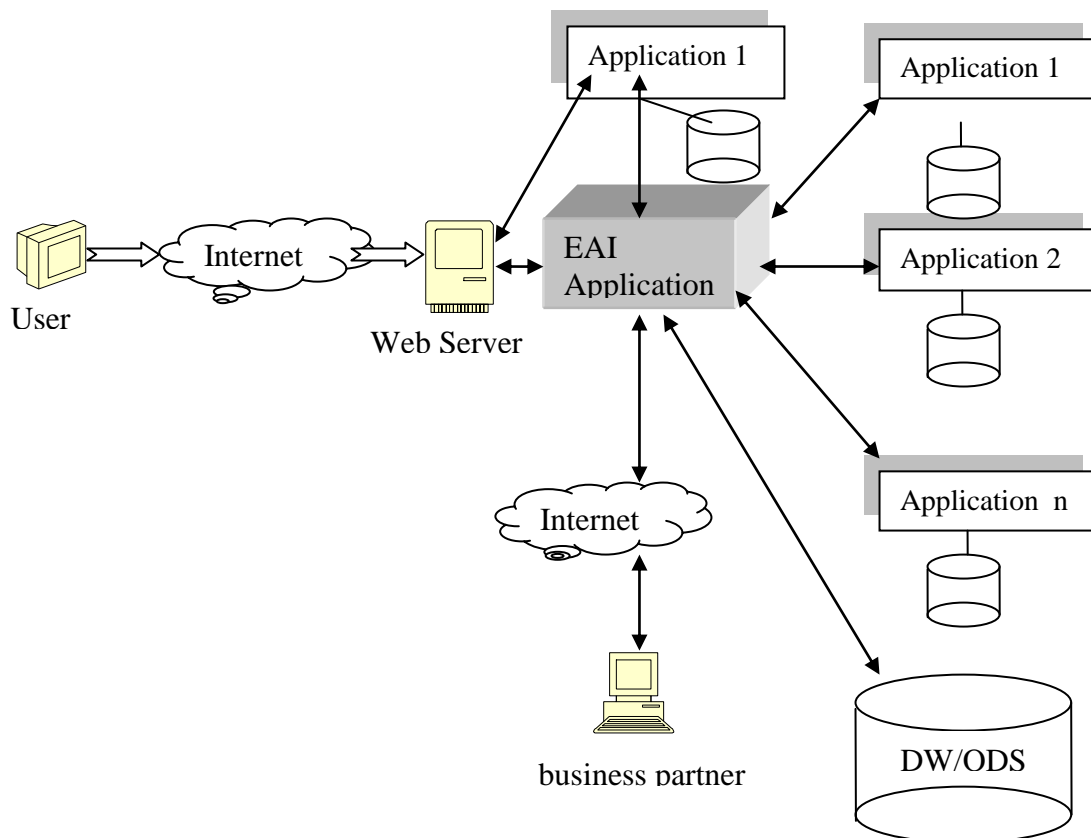 Application 1
Application 1
Internet
EAI
Application
Application 2
User
Web Server
Internet
Application n
business partner
DW/ODS